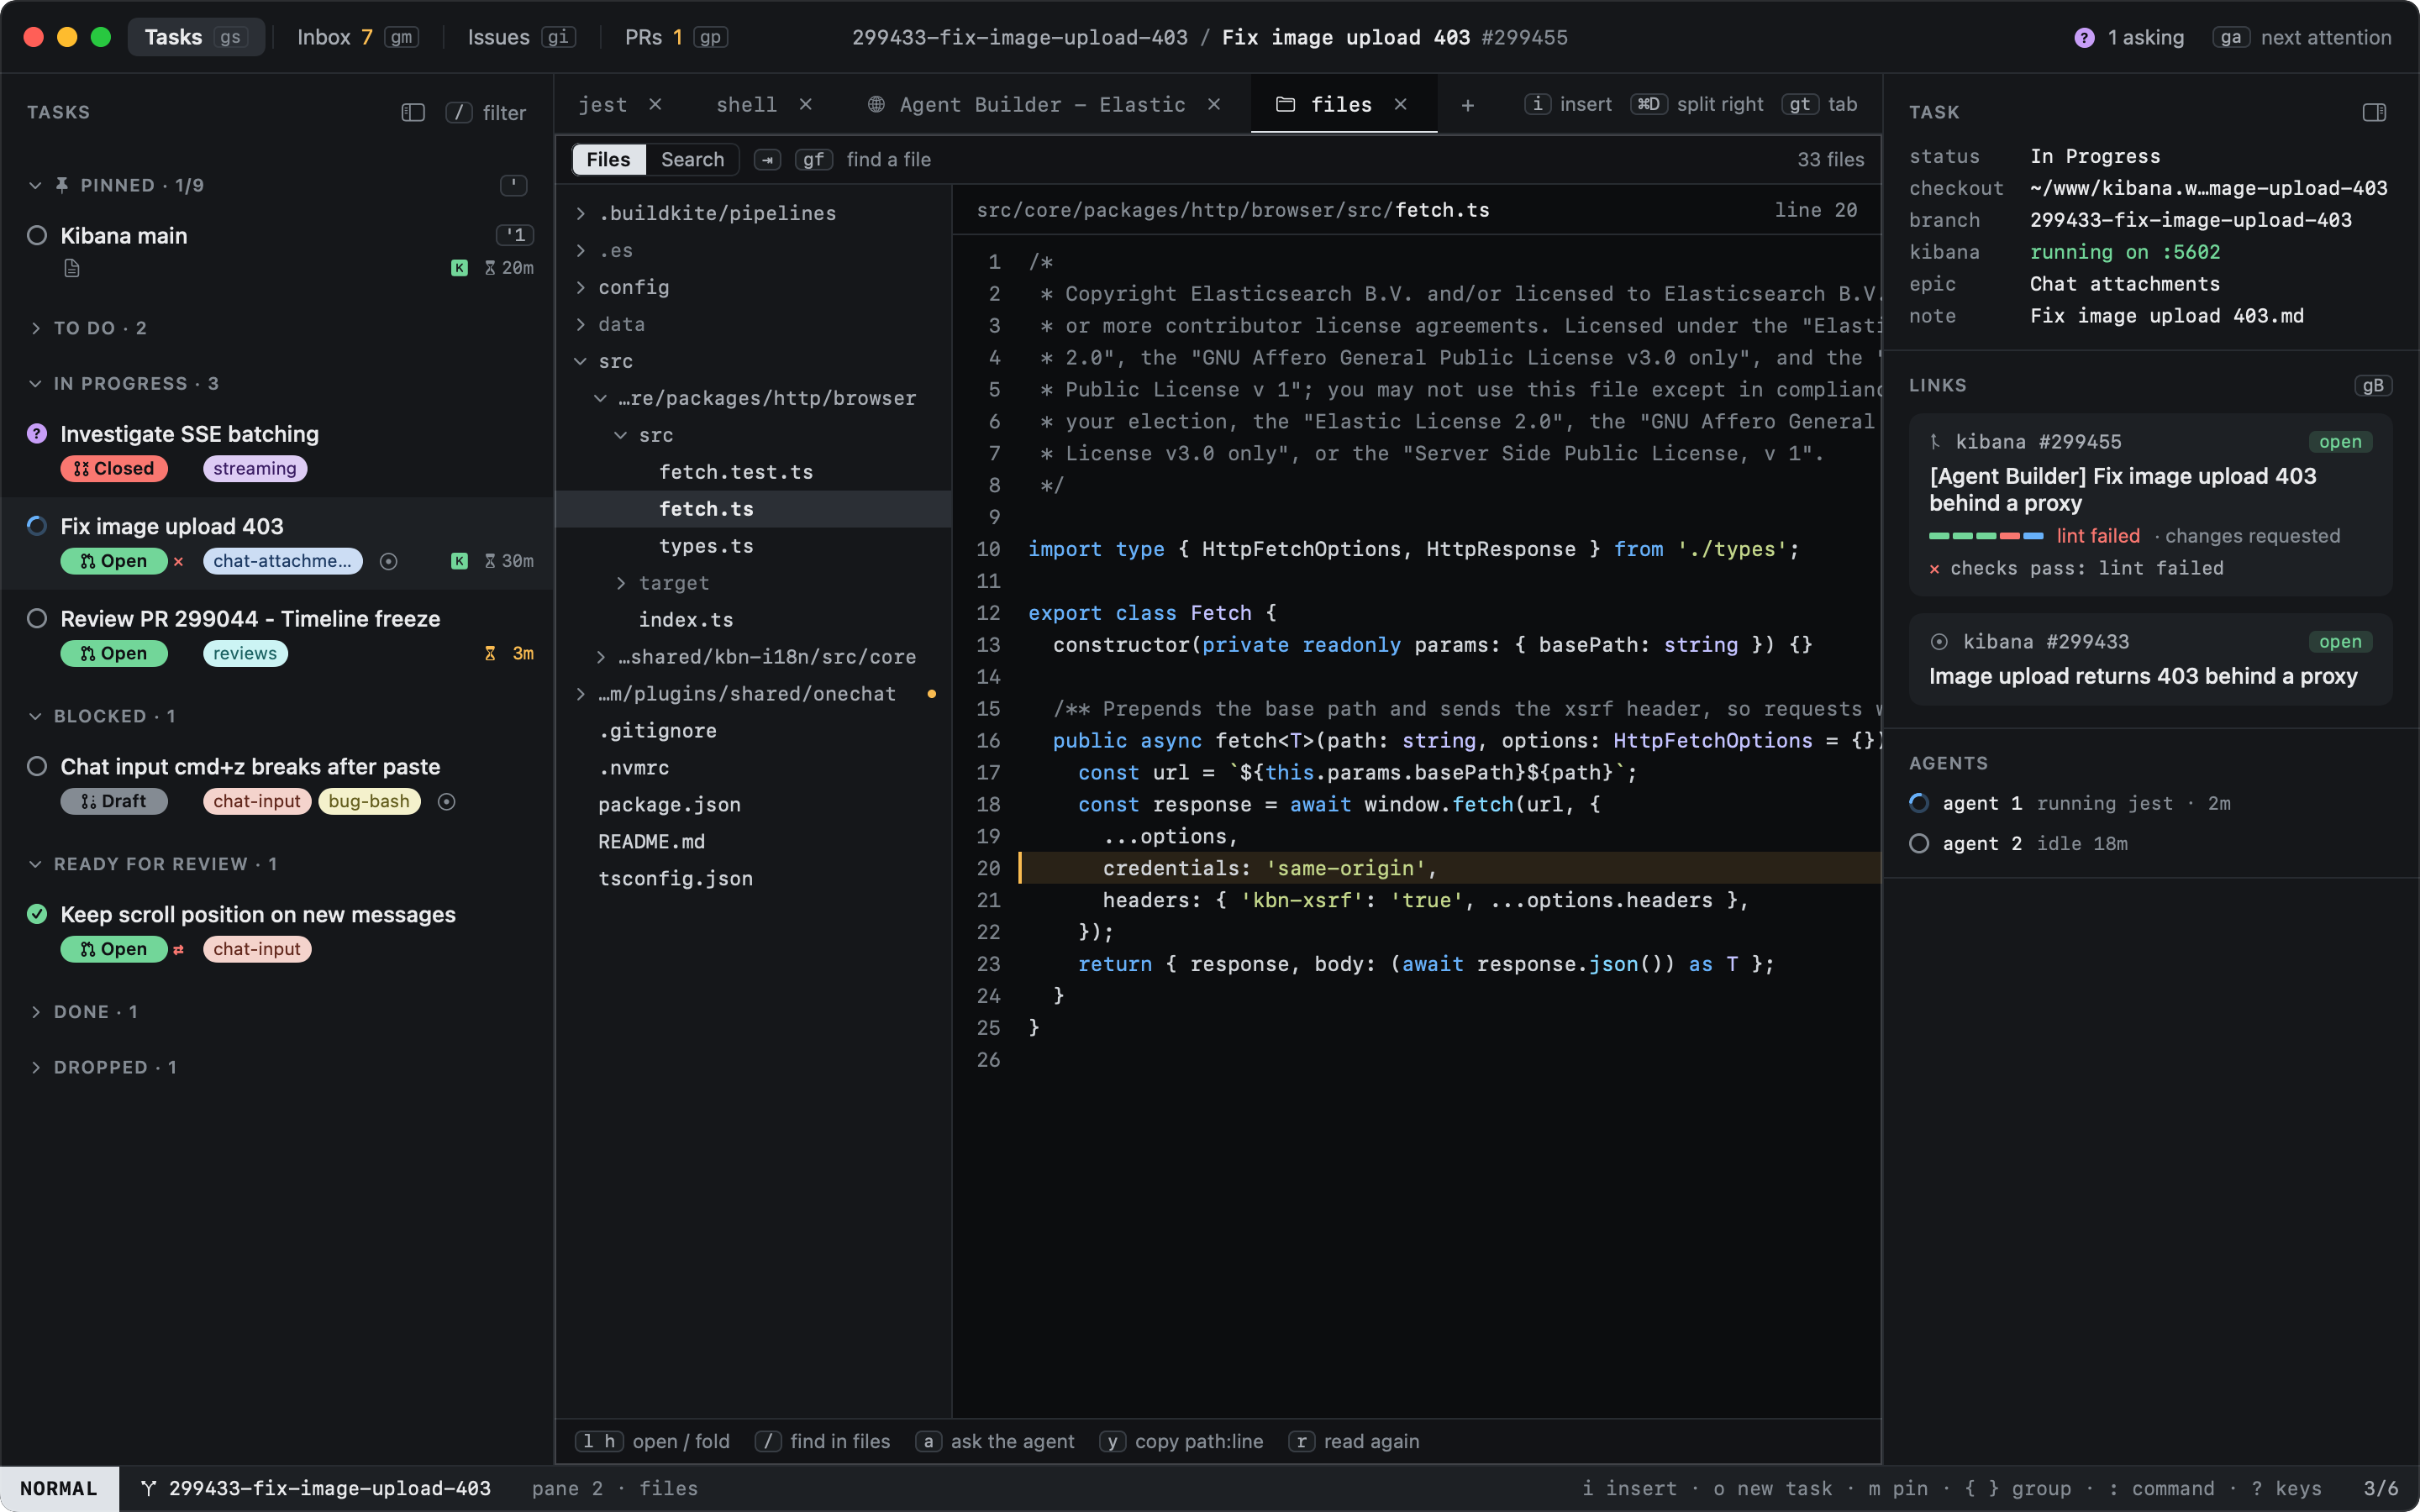 Tasks gs Inbox 7 gm Issues gi PRs 1 gp 299433-fix-image-upload-403 / Fix image upload 403 #299455 ? 1 asking ga next attention
TASKS / filter
PINNED · 1/9 '
Kibana main '1
K 20m
TO DO · 2
IN PROGRESS · 3
? Investigate SSE batching
Closed streaming
Fix image upload 403
Open × chat-attachme... K 30m
Review PR 299044 - Timeline freeze
Open reviews 3m
BLOCKED · 1
Chat input cmd+z breaks after paste
Draft chat-input bug-bash
READY FOR REVIEW · 1
Keep scroll position on new messages
Open chat-input
DONE · 1
DROPPED · 1
jest × shell × Agent Builder – Elastic × files × + i insert ⌘D split right gt tab
Files Search ⇥ gf find a file 33 files
.buildkite/pipelines
.es
config
data
src
…re/packages/http/browser
src
fetch.test.ts
fetch.ts
types.ts
target
index.ts
…shared/kbn-i18n/src/core
…m/plugins/shared/onechat
.gitignore
.nvmrc
package.json
README.md
tsconfig.json
src/core/packages/http/browser/src/fetch.ts line 20
1 /*
2 * Copyright Elasticsearch B.V. and/or licensed to Elasticsearch B.V.
3 * or more contributor license agreements. Licensed under the "Elasti
4 * 2.0", the "GNU Affero General Public License v3.0 only", and the "
5 * Public License v 1"; you may not use this file except in complianc
6 * your election, the "Elastic License 2.0", the "GNU Affero General
7 * License v3.0 only", or the "Server Side Public License, v 1".
8 */
9
10 import type { HttpFetchOptions, HttpResponse } from './types';
11
12 export class Fetch {
13 constructor(private readonly params: { basePath: string }) {}
14
15 /** Prepends the base path and sends the xsrf header, so requests w
16 public async fetch<T>(path: string, options: HttpFetchOptions = {})
17 const url = `${this.params.basePath}${path}`;
18 const response = await window.fetch(url, {
19 ...options,
20 credentials: 'same-origin',
21 headers: { 'kbn-xsrf': 'true', ...options.headers },
22 });
23 return { response, body: (await response.json()) as T };
24 }
25 }
26
l h open / fold / find in files a ask the agent y copy path:line r read again
TASK
status In Progress
checkout ~/www/kibana.w…mage-upload-403
branch 299433-fix-image-upload-403
kibana running on :5602
epic Chat attachments
note Fix image upload 403.md
LINKS gB
kibana #299455 open
[Agent Builder] Fix image upload 403
behind a proxy
lint failed · changes requested
× checks pass: lint failed
kibana #299433 open
Image upload returns 403 behind a proxy
AGENTS
agent 1 running jest · 2m
agent 2 idle 18m
NORMAL 299433-fix-image-upload-403 pane 2 · files i insert · o new task · m pin · { } group · : command · ? keys 3/6